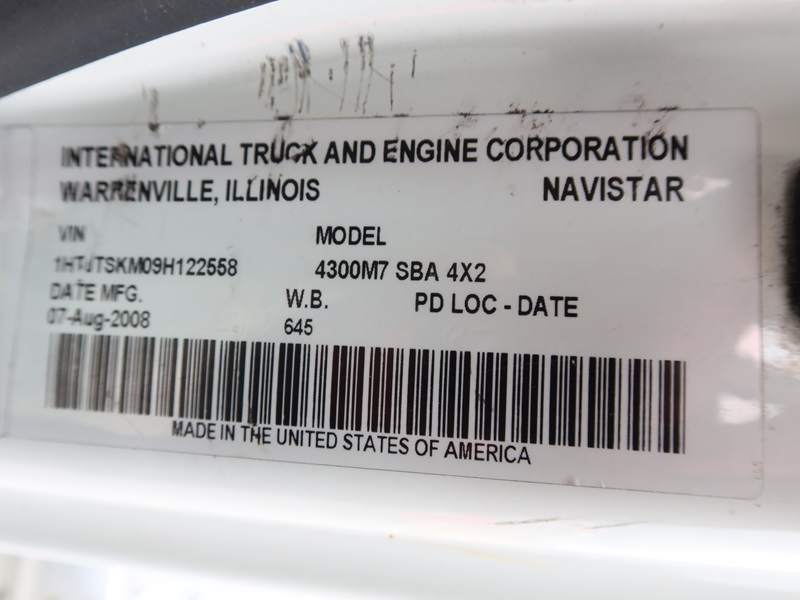 INTERNATIONAL TRUCK AND ENGINE CORPORATION
WARRENVILLE, ILLINOIS NAVISTAR
VIN MODEL
1HTJTSKM09H122558 4300M7 SBA 4X2
DATE MFG. W.B. PD LOC - DATE
07-Aug-2008 645
MADE IN THE UNITED STATES OF AMERICA